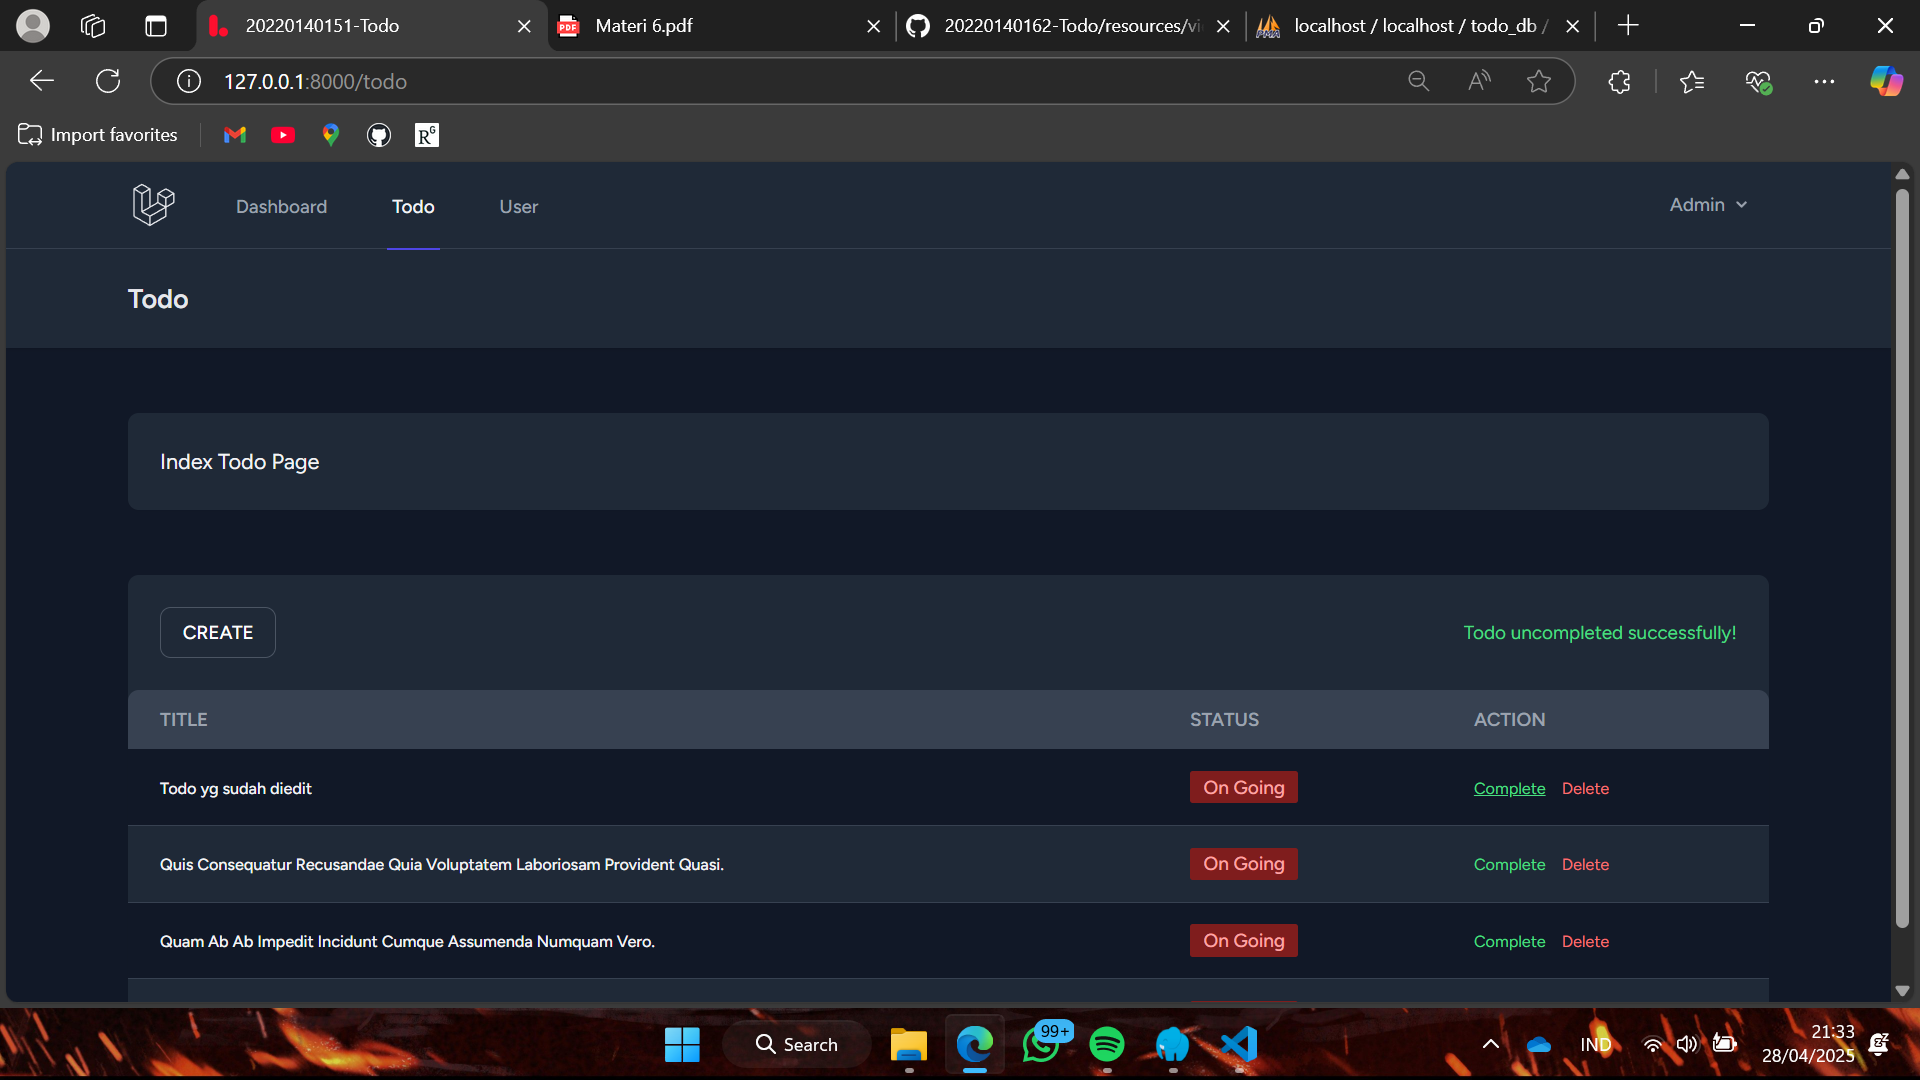 20220140151-Todo
Materi 6.pdf
20220140162-Todo/resources/vi
localhost / localhost / todo_db /
127.0.0.1:8000/todo
Import favorites
Dashboard
Todo
User
Admin
Todo
Index Todo Page
CREATE
Todo uncompleted successfully!
TITLE STATUS ACTION
Todo yg sudah diedit On Going Complete Delete
Quis Consequatur Recusandae Quia Voluptatem Laboriosam Provident Quasi. On Going Complete Delete
Quam Ab Ab Impedit Incidunt Cumque Assumenda Numquam Vero. On Going Complete Delete
Search
99+
IND
21:33
28/04/2025